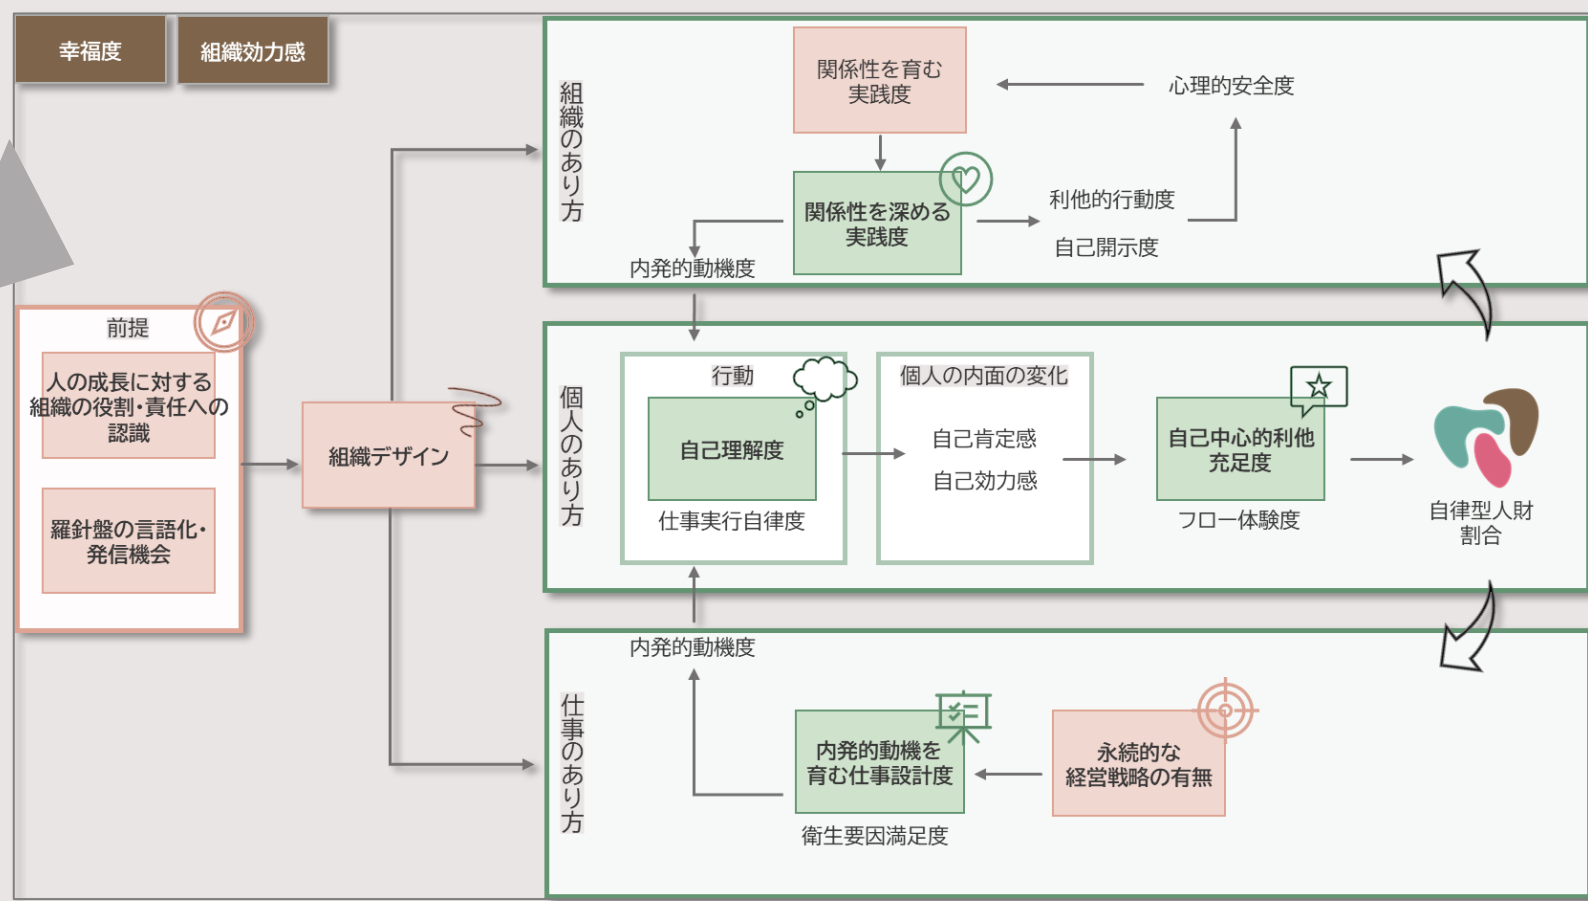 幸福度
組織効力感
前提
人の成長に対する
組織の役割・責任への
認識
羅針盤の言語化・
発信機会
組織デザイン
組織のあり方
関係性を育む
実践度
心理的安全度
関係性を深める
実践度
利他的行動度
自己開示度
内発的動機度
個人のあり方
行動
自己理解度
仕事実行自律度
個人の内面の変化
自己肯定感
自己効力感
自己中心的利他
充足度
フロー体験度
自律型人財
割合
仕事のあり方
内発的動機度
内発的動機を
育む仕事設計度
衛生要因満足度
永続的な
経営戦略の有無